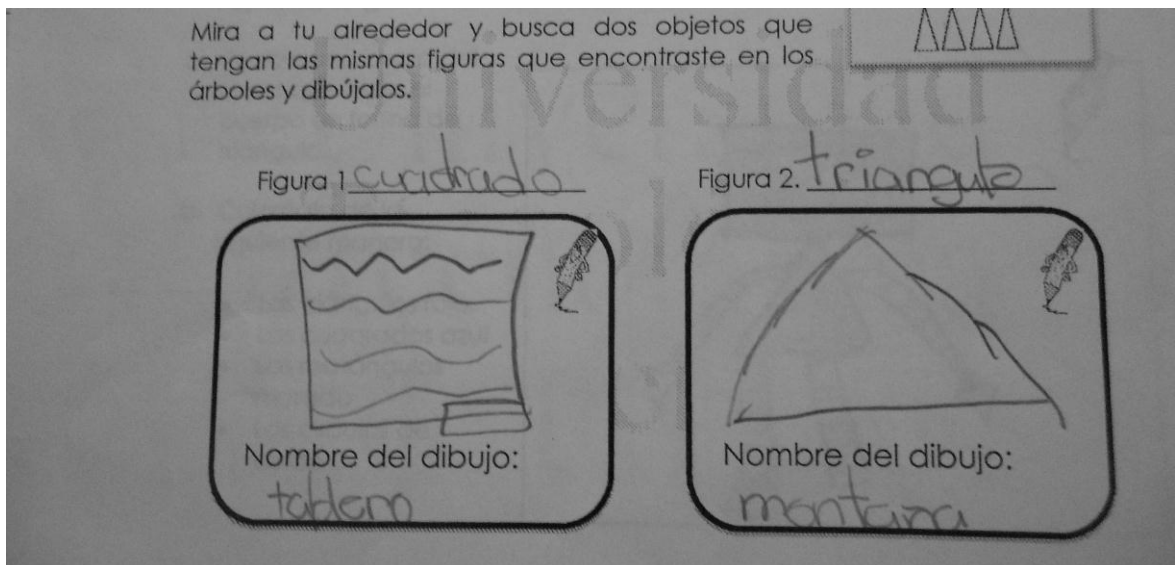 Mira a tu alrededor y busca dos objetos que
tengan las mismas figuras que encontraste en los
árboles y dibújalos.
Universidad
Figura 1 cuadrado
Figura 2. triangulo
Nombre del dibujo:
tablero
Nombre del dibujo:
montaña